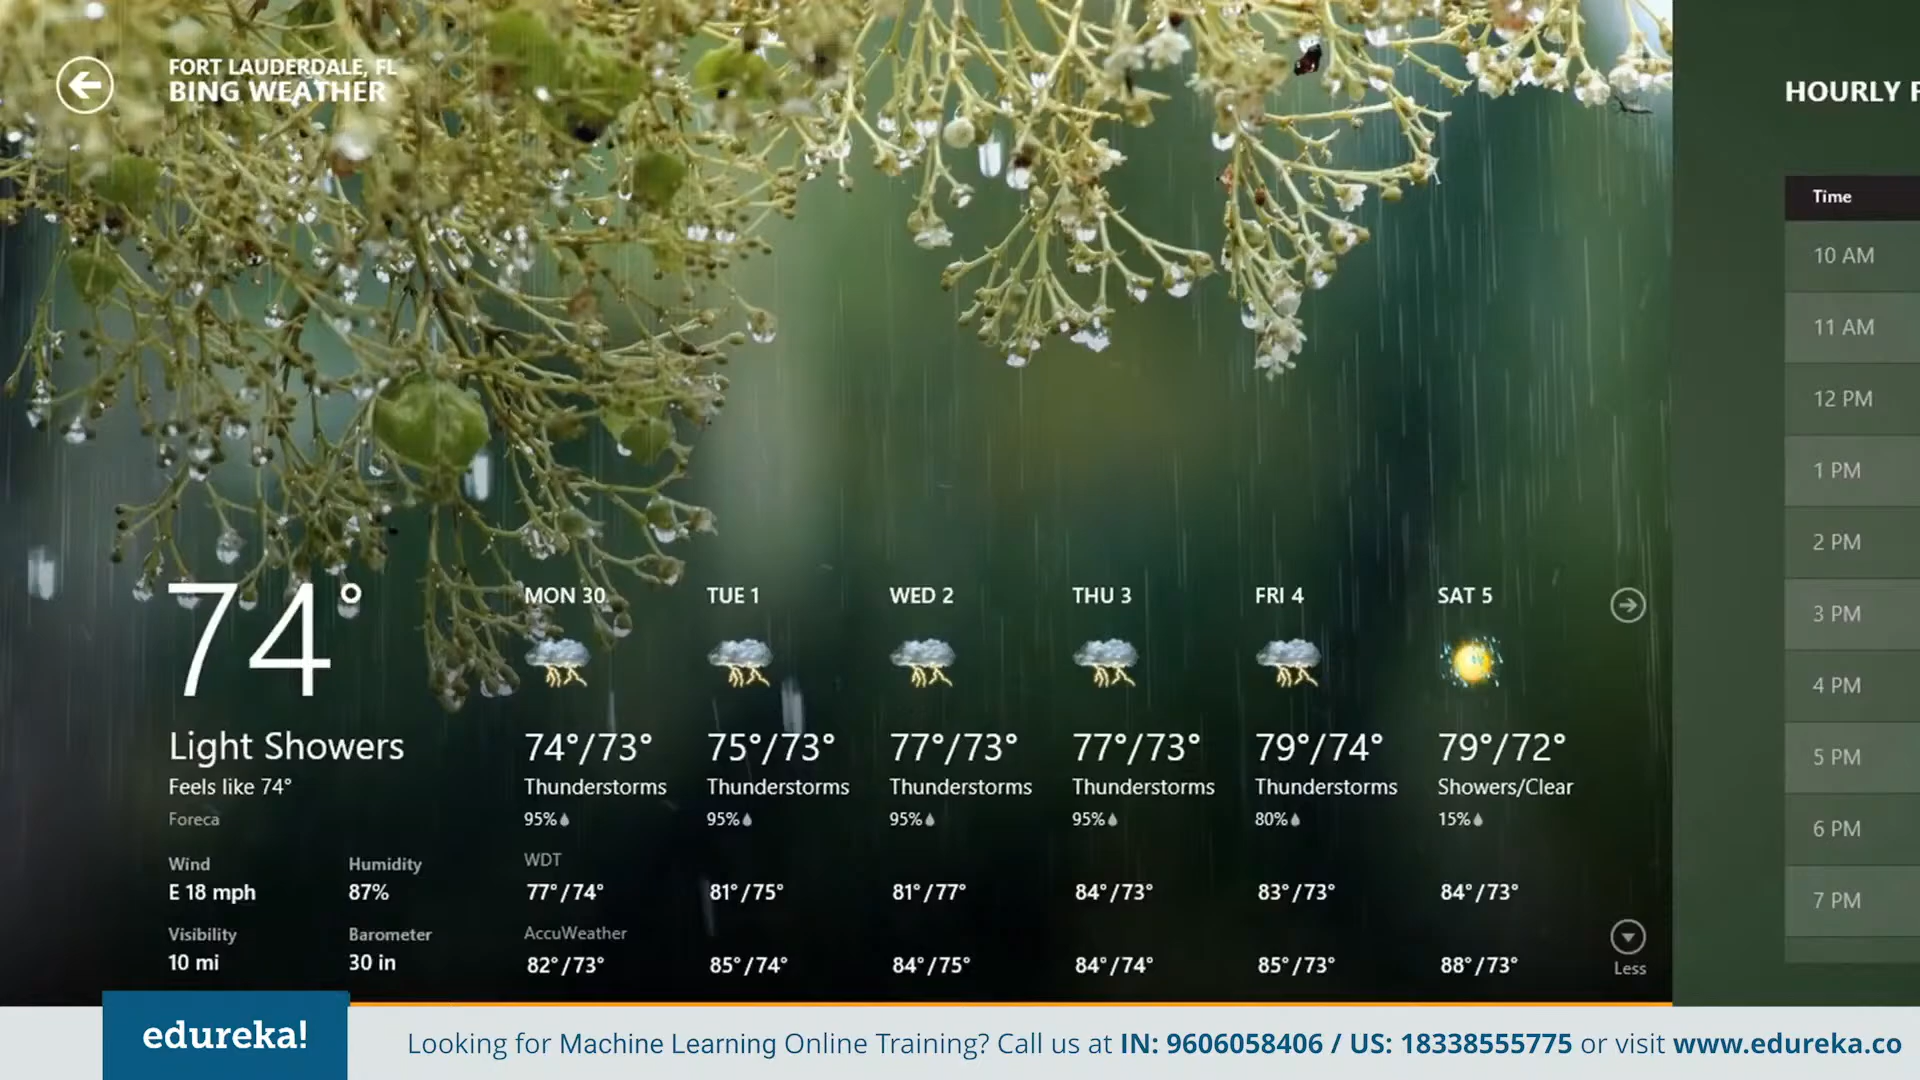 FORT LAUDERDALE, FL
BING WEATHER
74°
Light Showers
Feels like 74°
Foreca
Wind
E 18 mph
Humidity
87%
Visibility
10 mi
Barometer
30 in
MON 30 TUE 1 WED 2 THU 3 FRI 4 SAT 5
74°/73° 75°/73° 77°/73° 77°/73° 79°/74° 79°/72°
Thunderstorms Thunderstorms Thunderstorms Thunderstorms Thunderstorms Showers/Clear
95% 95% 95% 95% 80% 15%
WDT
77°/74° 81°/75° 81°/77° 84°/73° 83°/73° 84°/73°
AccuWeather
82°/73° 85°/74° 84°/75° 84°/74° 85°/73° 88°/73°
Less
HOURLY
Time
10 AM
11 AM
12 PM
1 PM
2 PM
3 PM
4 PM
5 PM
6 PM
7 PM
edureka!
Looking for Machine Learning Online Training? Call us at IN: 9606058406 / US: 18338555775 or visit www.edureka.co